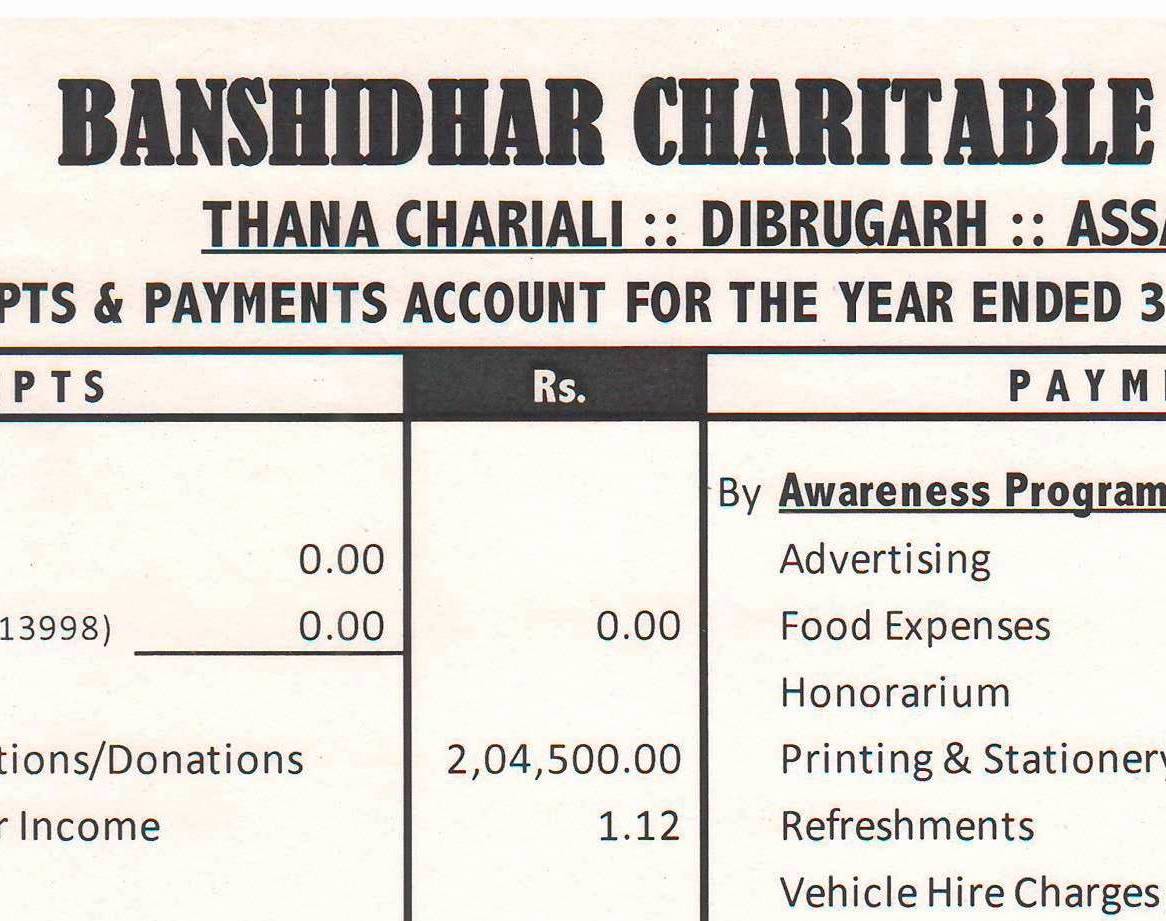 BANSHIDHAR CHARITABLE
THANA CHARIALI :: DIBRUGARH :: ASSA
PTS & PAYMENTS ACCOUNT FOR THE YEAR ENDED 3
PTS Rs. PAYM
By Awareness Program
0.00 Advertising
13998) 0.00 0.00 Food Expenses
Honorarium
tions/Donations 2,04,500.00 Printing & Stationery
r Income 1.12 Refreshments
Vehicle Hire Charges